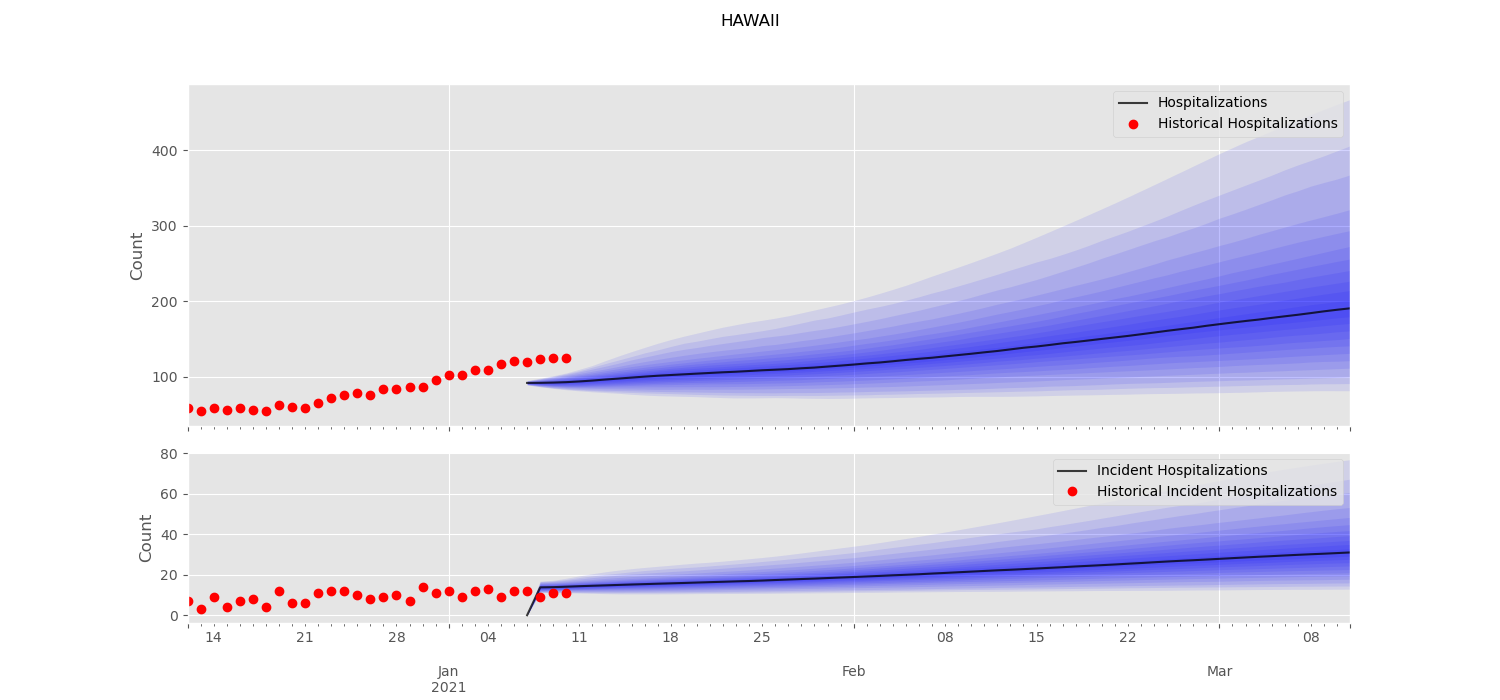 HAWAII
Hospitalizations
Historical Hospitalizations
Count
400
300
200
100
Incident Hospitalizations
Historical Incident Hospitalizations
Count
80
60
40
20
0
14 21 28 04 11 18 25 08 15 22 08
Jan Feb Mar
2021